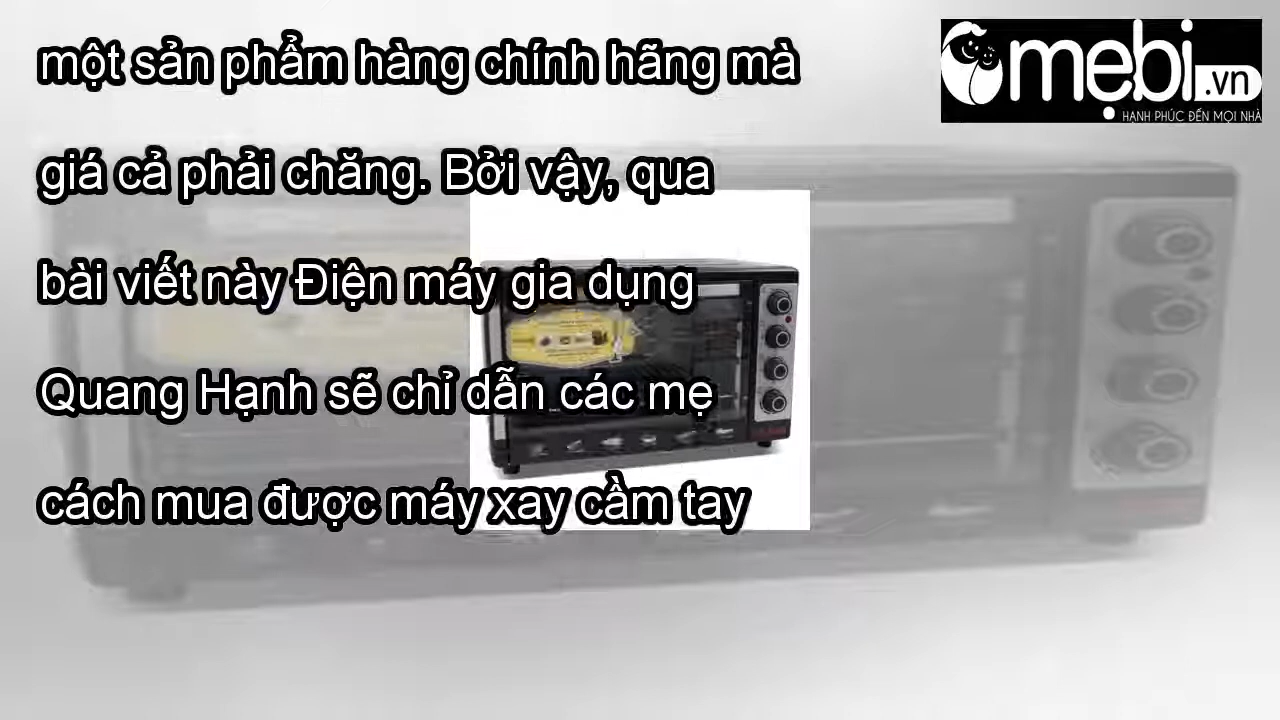 một sản phẩm hàng chính hãng mà
giá cả phải chăng. Bởi vậy, qua
bài viết này Điện máy gia dụng
Quang Hạnh sẽ chỉ dẫn các mẹ
cách mua được máy xay cầm tay
mẹbi.vn
HẠNH PHÚC ĐẾN MỌI NHÀ